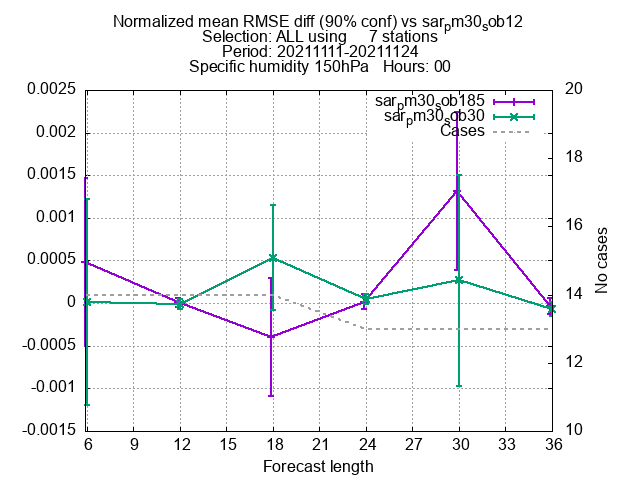 Normalized mean RMSE diff (90% conf) vs sarpm30sob12
Selection: ALL using 7 stations
Period: 20211111-20211124
Specific humidity 150hPa Hours: 00
sarpm30sob185
sarpm30sob30
Cases
0.0025
0.002
0.0015
0.001
0.0005
0
-0.0005
-0.001
-0.0015
20
18
16
14
12
10
No cases
6 9 12 15 18 21 24 27 30 33 36
Forecast length